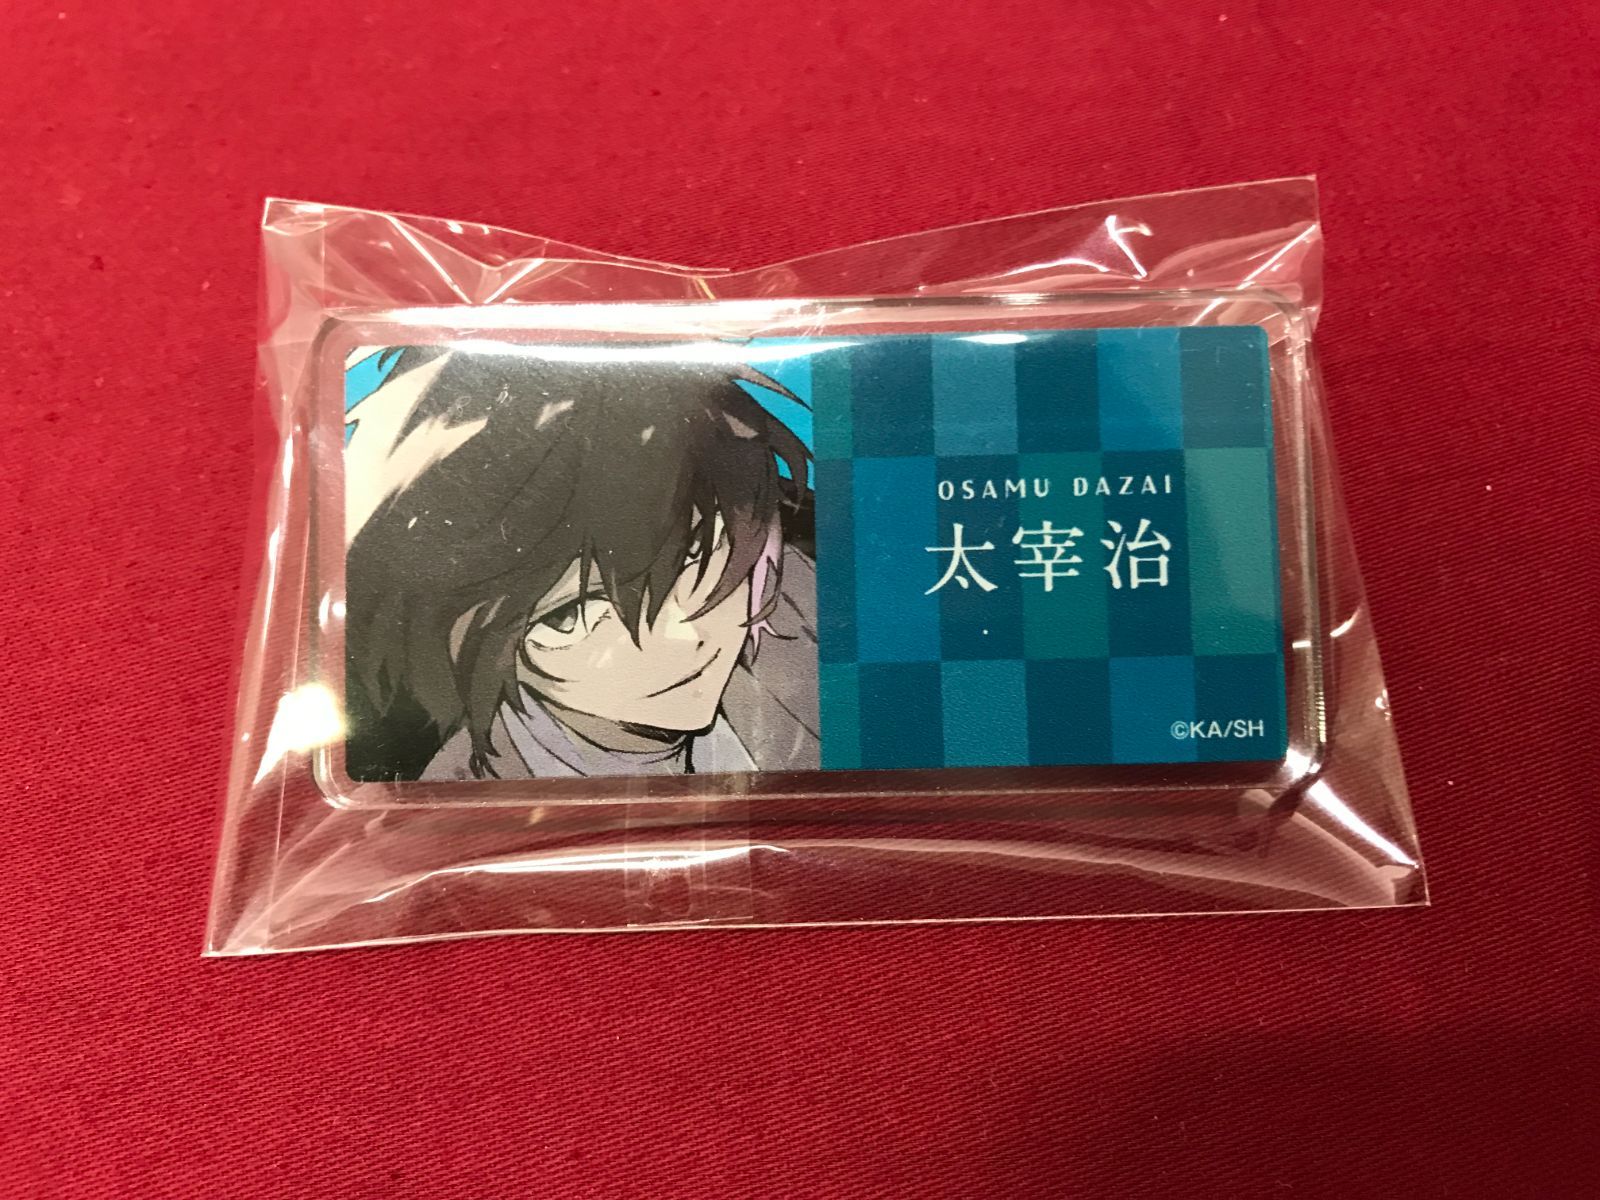 OSAMU DAZAI
太宰治
©KA/SH